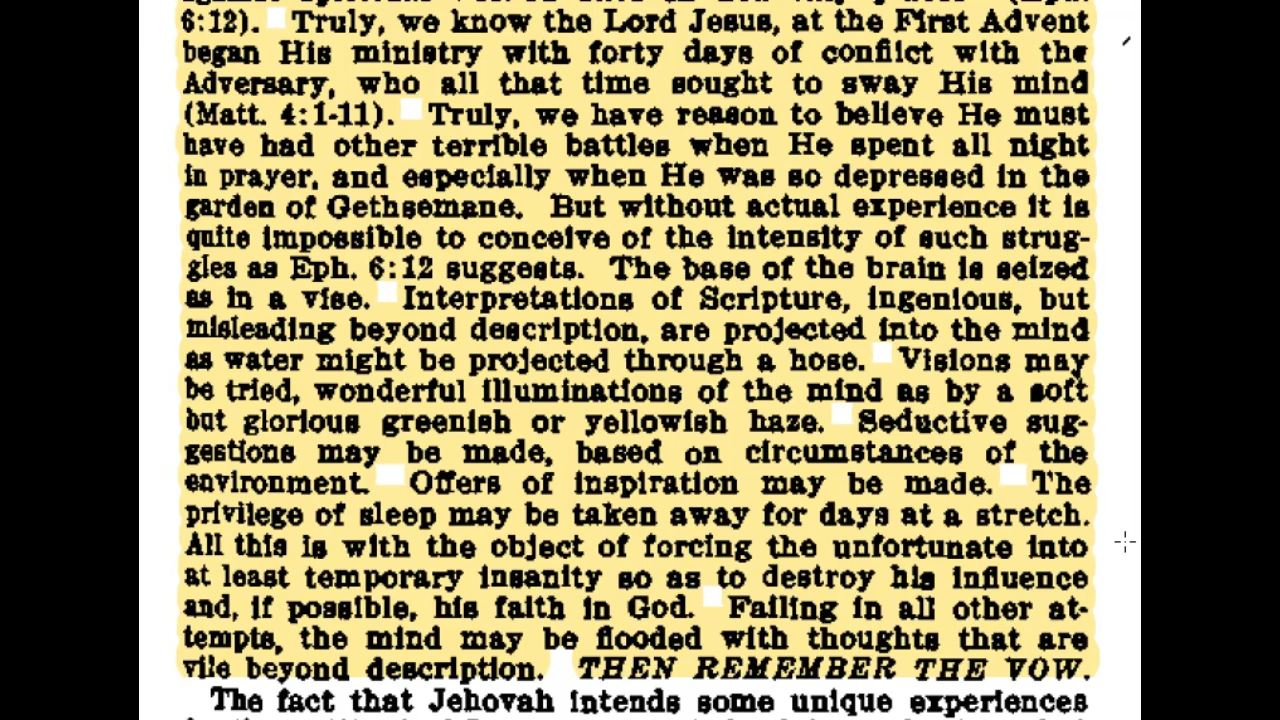 6:12). Truly, we know the Lord Jesus, at the First Advent
began His ministry with forty days of conflict with the
Adversary, who all that time sought to sway His mind
(Matt. 4:1-11). Truly, we have reason to believe He must
have had other terrible battles when He spent all night
in prayer, and especially when He was so depressed in the
garden of Gethsemane. But without actual experience it is
quite impossible to conceive of the intensity of such strug-
gles as Eph. 6:12 suggests. The base of the brain is seized
as in a vise. Interpretations of Scripture, ingenious, but
misleading beyond description, are projected into the mind
as water might be projected through a hose. Visions may
be tried, wonderful illuminations of the mind as by a soft
but glorious greenish or yellowish haze. Seductive sug-
gestions may be made, based on circumstances of the
environment. Offers of inspiration may be made. The
privilege of sleep may be taken away for days at a stretch.
All this is with the object of forcing the unfortunate into
at least temporary insanity so as to destroy his influence
and, if possible, his faith in God. Failing in all other at-
tempts, the mind may be flooded with thoughts that are
vile beyond description. THEN REMEMBER THE VOW.
The fact that Jehovah intends some unique experiences